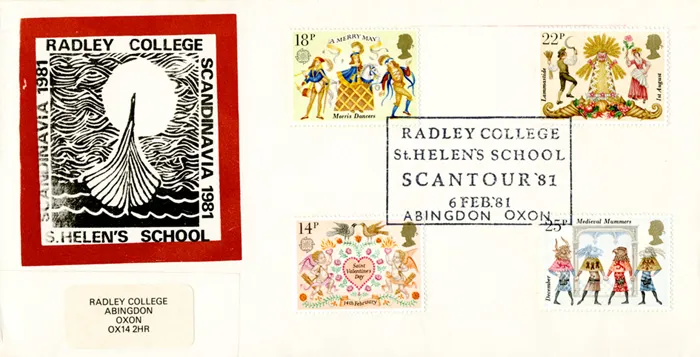 RADLEY COLLEGE
SCANDINAVIA 1981
SCANDINAVIA 1981
S.HELEN'S SCHOOL
RADLEY COLLEGE
ABINGDON
OXON
OX14 2HR
18P
A MERRY MAY
Morris Dancers
22P
Lammastide
1st August
RADLEY COLLEGE
St.HELEN'S SCHOOL
SCANTOUR '81
6 FEB.'81
ABINGDON OXON
14P
Saint
Valentine's
Day
14th February
25P
Medieval Mummers
December